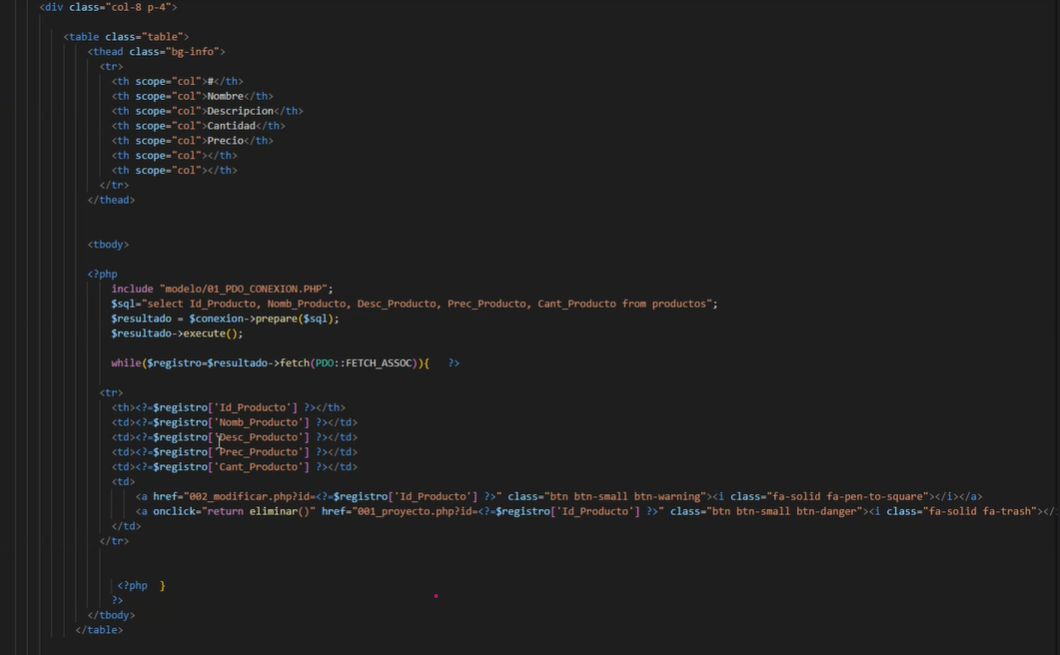 <div class="col-8 p-4">
<table class="table">
<thead class="bg-info">
<tr>
<th scope="col">#</th>
<th scope="col">Nombre</th>
<th scope="col">Descripcion</th>
<th scope="col">Cantidad</th>
<th scope="col">Precio</th>
<th scope="col"></th>
<th scope="col"></th>
</tr>
</thead>
<tbody>
<?php
include "modelo/01_PDO_CONEXION.PHP";
$sql="select Id_Producto, Nomb_Producto, Desc_Producto, Prec_Producto, Cant_Producto from productos";
$resultado = $conexion->prepare($sql);
$resultado->execute();
while($registro=$resultado->fetch(PDO::FETCH_ASSOC)){ ?>
<tr>
<th><?=$registro['Id_Producto'] ?></th>
<td><?=$registro['Nomb_Producto'] ?></td>
<td><?=$registro['Desc_Producto'] ?></td>
<td><?=$registro['Prec_Producto'] ?></td>
<td><?=$registro['Cant_Producto'] ?></td>
<td>
<a href="002_modificar.php?id=<?=$registro['Id_Producto'] ?>" class="btn btn-small btn-warning"><i class="fa-solid fa-pen-to-square"></i></a>
<a onclick="return eliminar()" href="001_proyecto.php?id=<?=$registro['Id_Producto'] ?>" class="btn btn-small btn-danger"><i class="fa-solid fa-trash"></
</td>
</tr>
<?php }
?>
</tbody>
</table>